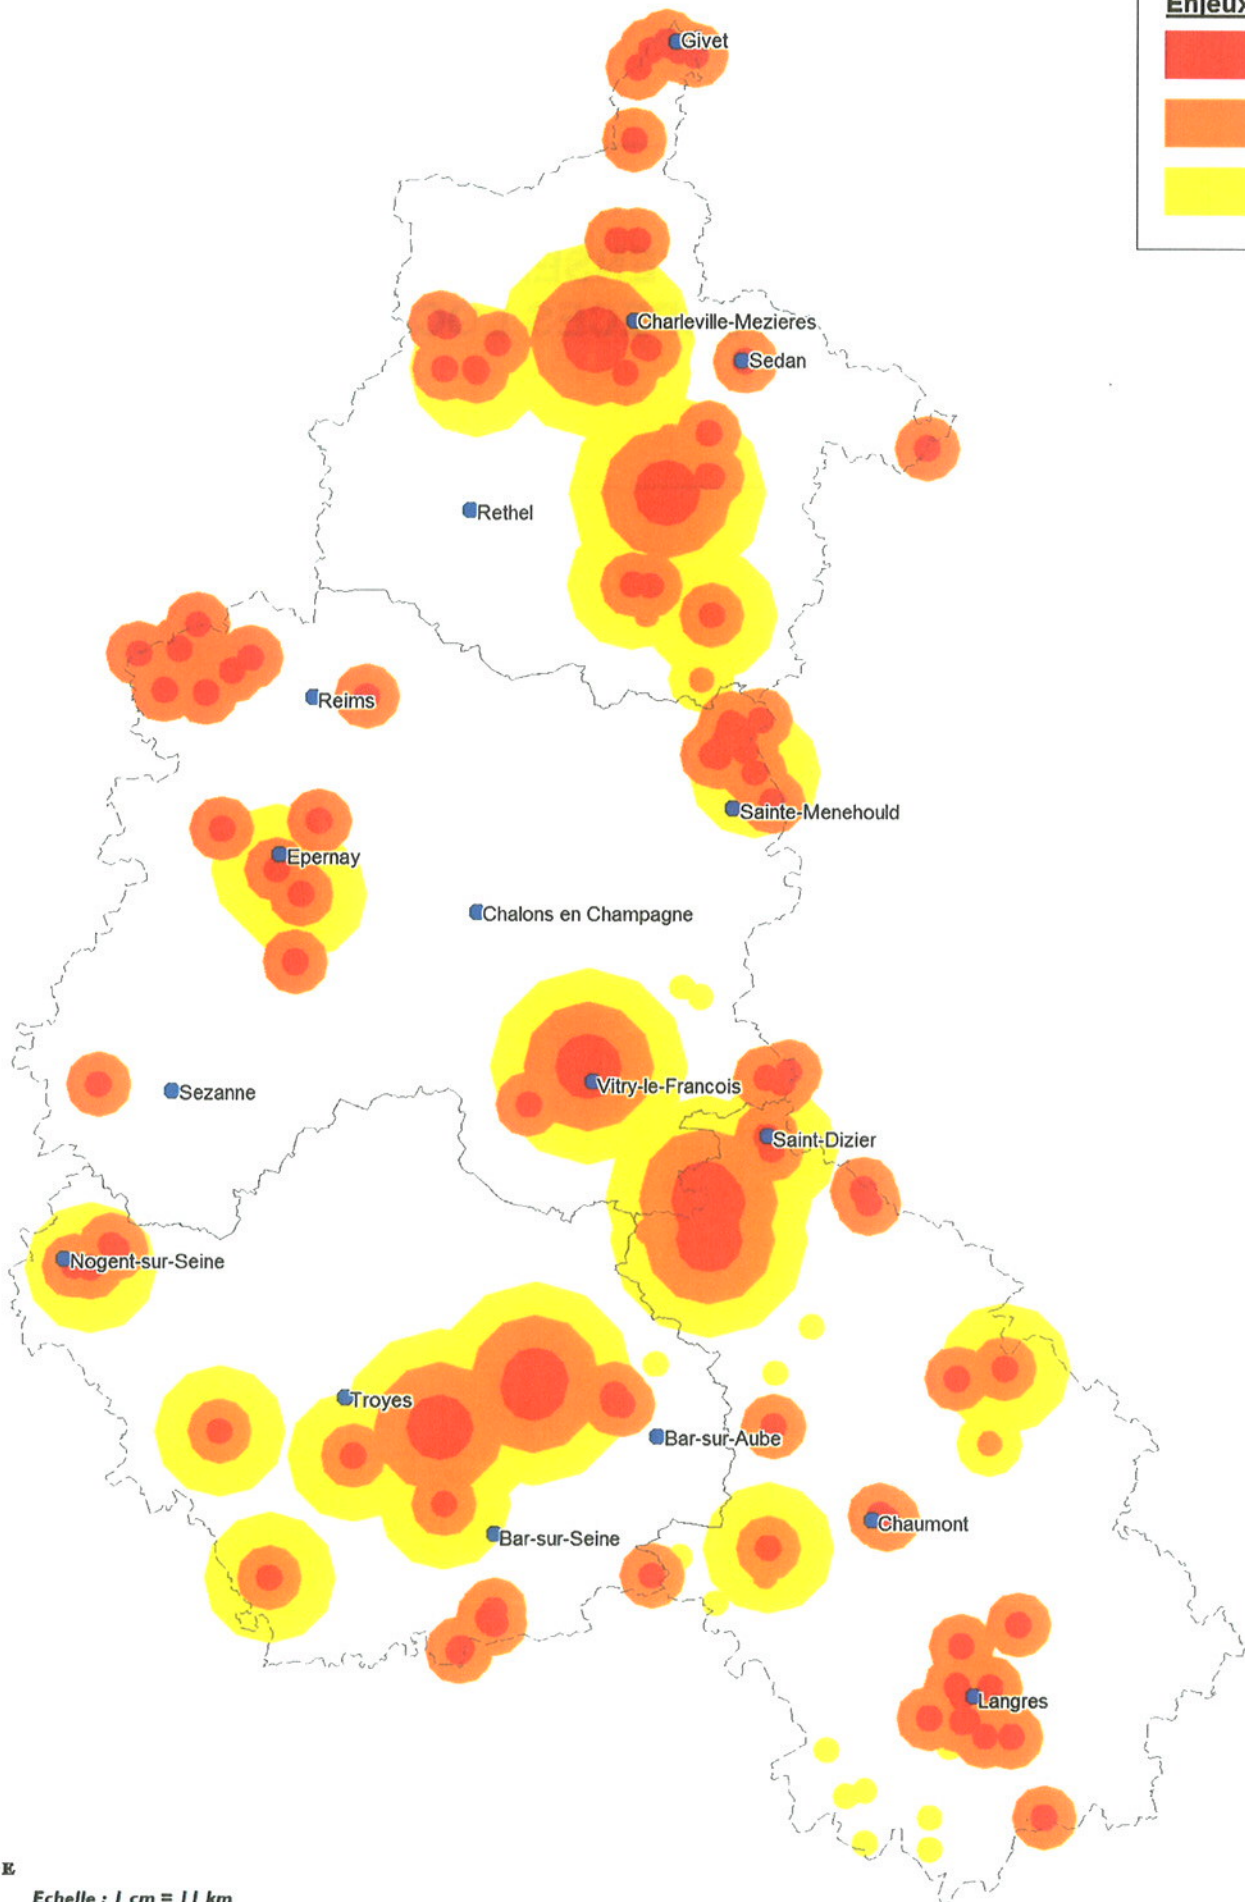 Enjeux
Givet
Charleville-Mezieres
Sedan
Rethel
Reims
Sainte-Menehould
Epernay
Chalons en Champagne
Vitry-le-Francois
Sezanne
Saint-Dizier
Nogent-sur-Seine
Troyes
Bar-sur-Aube
Chaumont
Bar-sur-Seine
Langres
E
Echelle : 1 cm = 11 km